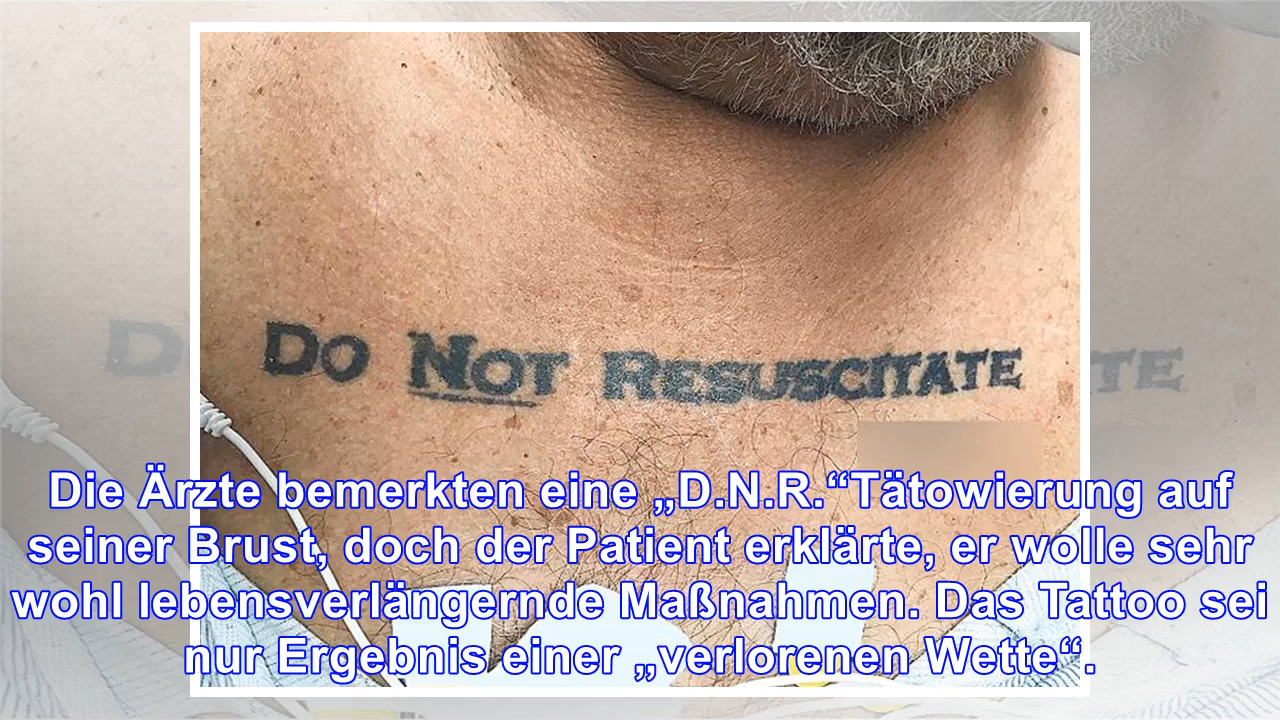 Do Not Resuscitate
Die Ärzte bemerkten eine „D.N.R.“Tätowierung auf
seiner Brust, doch der Patient erklärte, er wolle sehr
wohl lebensverlängernde Maßnahmen. Das Tattoo sei
nur Ergebnis einer „verlorenen Wette“.